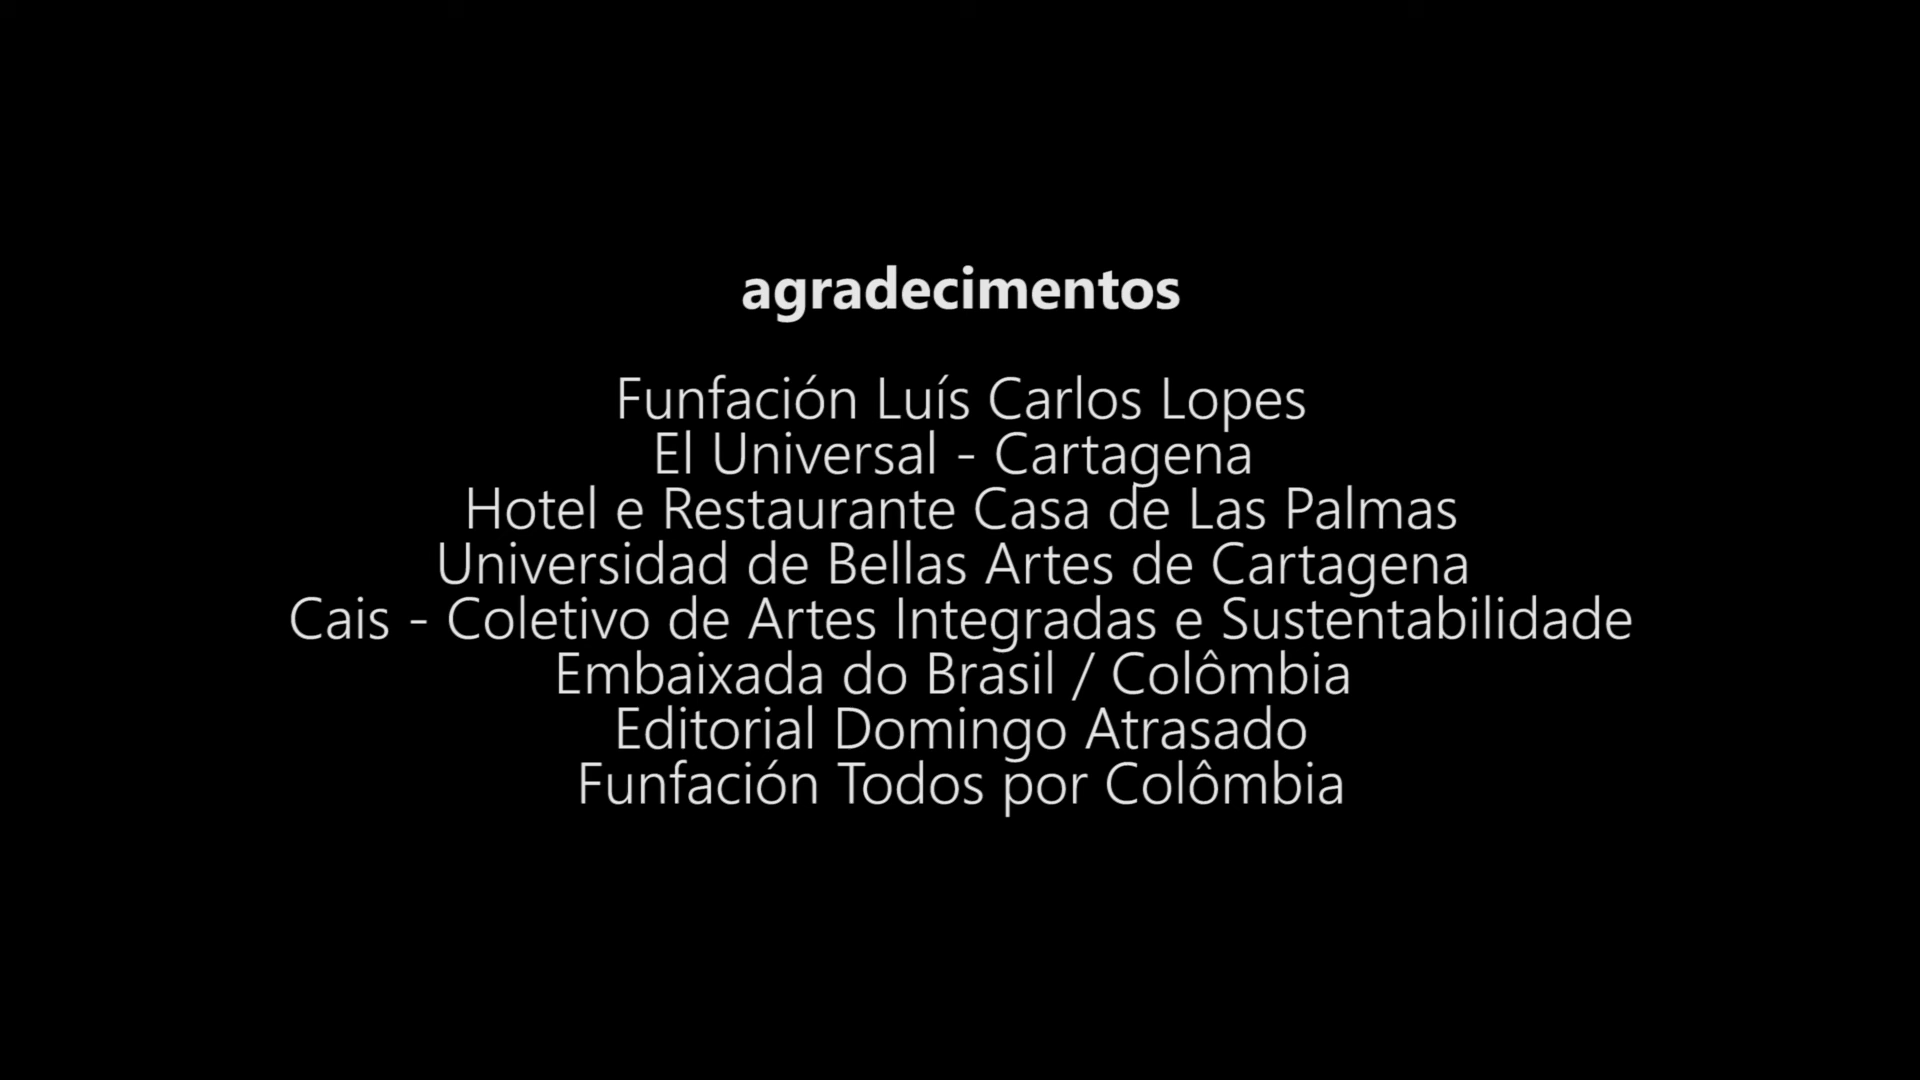 agradecimentos
Funfación Luís Carlos Lopes
El Universal - Cartagena
Hotel e Restaurante Casa de Las Palmas
Universidad de Bellas Artes de Cartagena
Cais - Coletivo de Artes Integradas e Sustentabilidade
Embaixada do Brasil / Colômbia
Editorial Domingo Atrasado
Funfación Todos por Colômbia